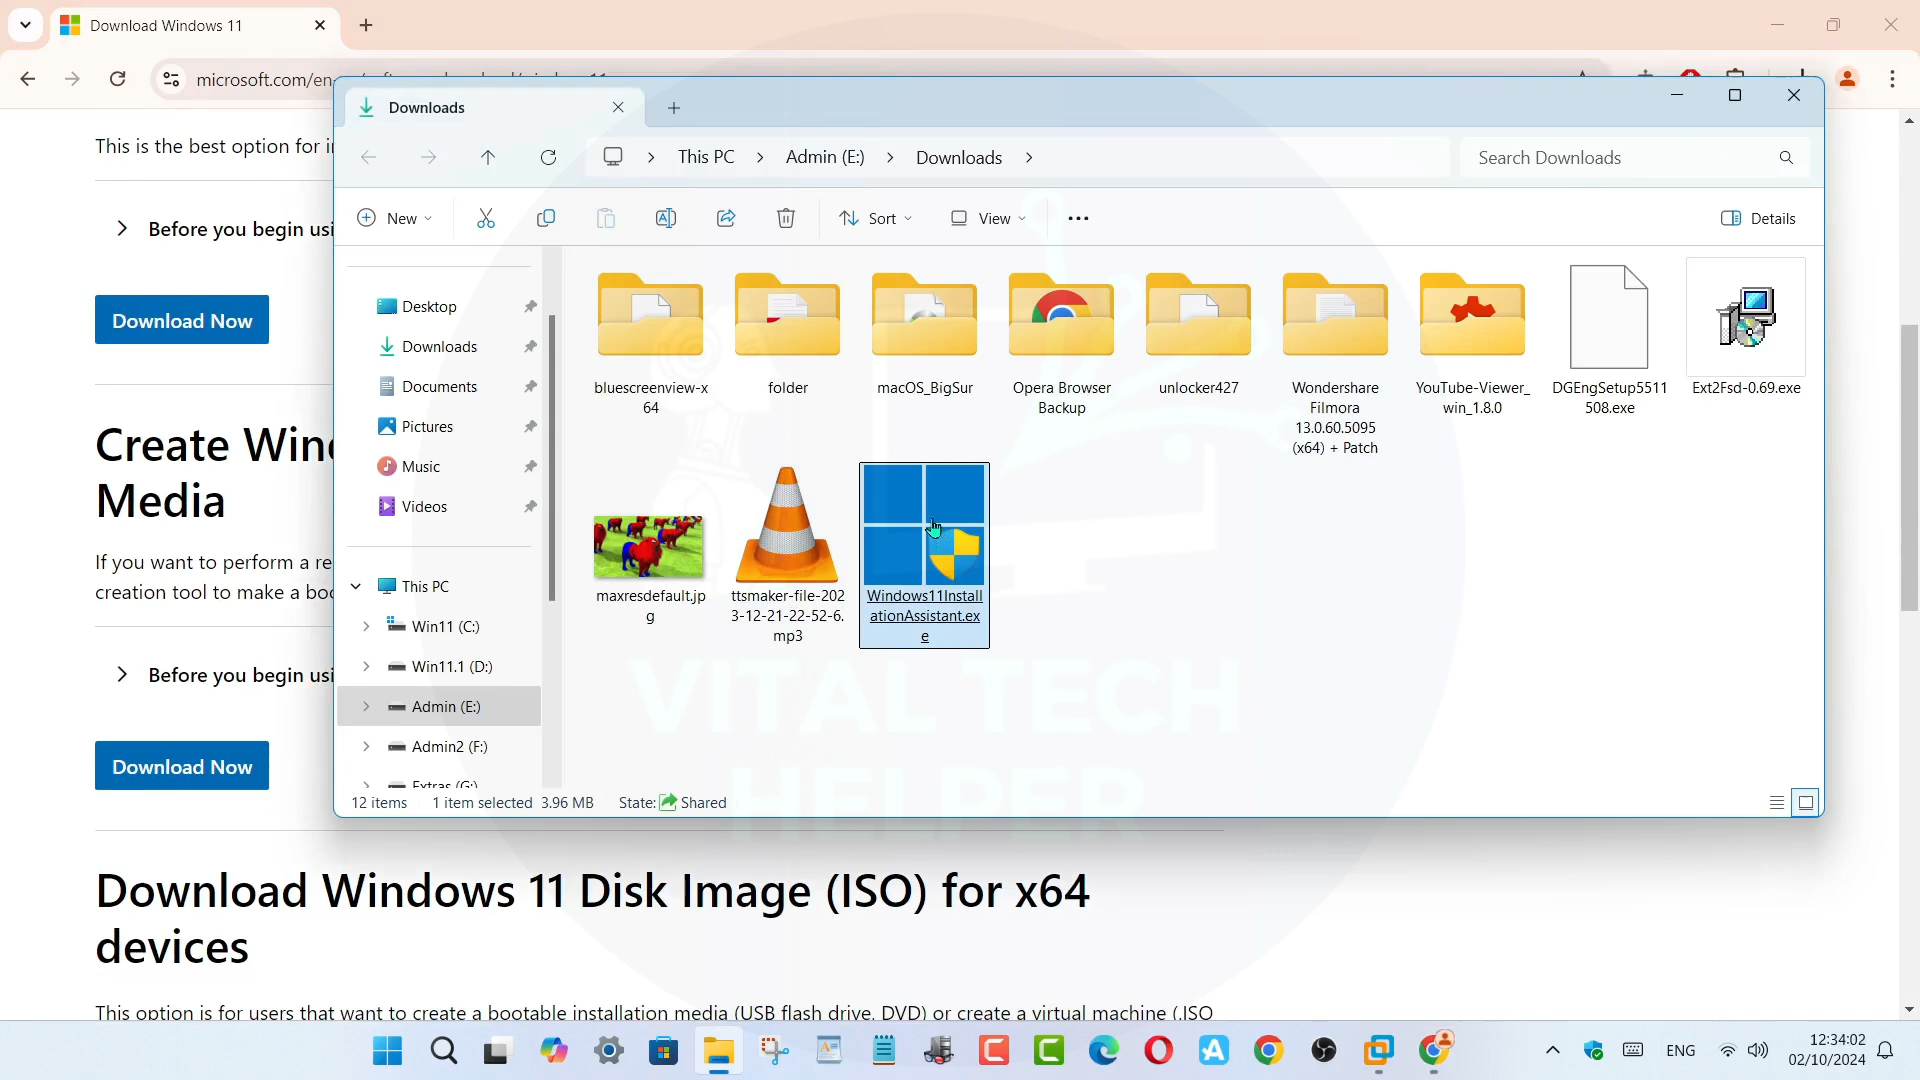 Download Windows 11
microsoft.com/en-
This is the best option for i
Before you begin usi
Download Now
Create Wind
Media
If you want to perform a re
creation tool to make a boo
Before you begin usi
Download Now
Download Windows 11 Disk Image (ISO) for x64
devices
This option is for users that want to create a bootable installation media (USB flash drive, DVD) or create a virtual machine (.ISO
Downloads
This PC
Admin (E:)
Downloads
Search Downloads
New
Sort
View
Details
Desktop
Downloads
Documents
Pictures
Music
Videos
This PC
Win11 (C:)
Win11.1 (D:)
Admin (E:)
Admin2 (F:)
Extras (G:)
bluescreenview-x
64
folder
macOS_BigSur
Opera Browser
Backup
unlocker427
Wondershare
Filmora
13.0.60.5095
(x64) + Patch
YouTube-Viewer_
win_1.8.0
DGEngSetup5511
508.exe
Ext2Fsd-0.69.exe
maxresdefault.jp
g
ttsmaker-file-202
3-12-21-22-52-6.
mp3
Windows11Install
ationAssistant.ex
e
VITAL TECH
HELPER
12 items
1 item selected 3.96 MB
State: Shared
ENG
12:34:02
02/10/2024